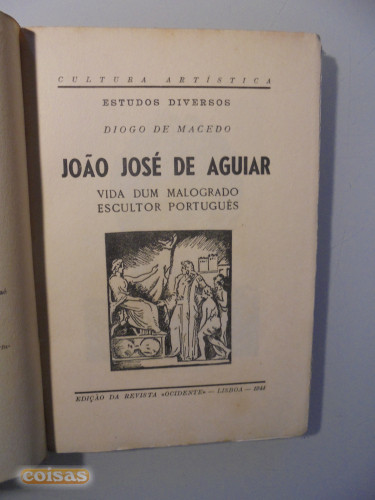 CULTURA ARTÍSTICA
ESTUDOS DIVERSOS
DIOGO DE MACEDO
JOÃO JOSÉ DE AGUIAR
VIDA DUM MALOGRADO
ESCULTOR PORTUGUÊS
EDIÇÃO DA REVISTA «OCIDENTE» — LISBOA —
coisas